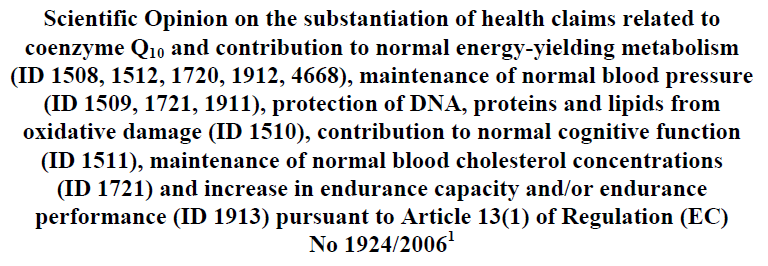 Scientific Opinion on the substantiation of health claims related to
coenzyme Q10 and contribution to normal energy-yielding metabolism
(ID 1508, 1512, 1720, 1912, 4668), maintenance of normal blood pressure
(ID 1509, 1721, 1911), protection of DNA, proteins and lipids from
oxidative damage (ID 1510), contribution to normal cognitive function
(ID 1511), maintenance of normal blood cholesterol concentrations
(ID 1721) and increase in endurance capacity and/or endurance
performance (ID 1913) pursuant to Article 13(1) of Regulation (EC)
No 1924/2006¹